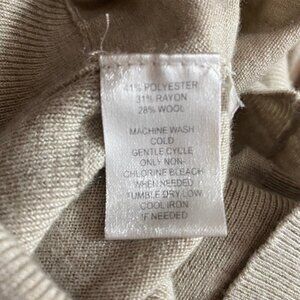 41% POLYESTER
31% RAYON
28% WOOL
MACHINE WASH
COLD
GENTLE CYCLE
ONLY NON-
CHLORINE BLEACH
WHEN NEEDED
TUMBLE DRY LOW
COOL IRON
IF NEEDED